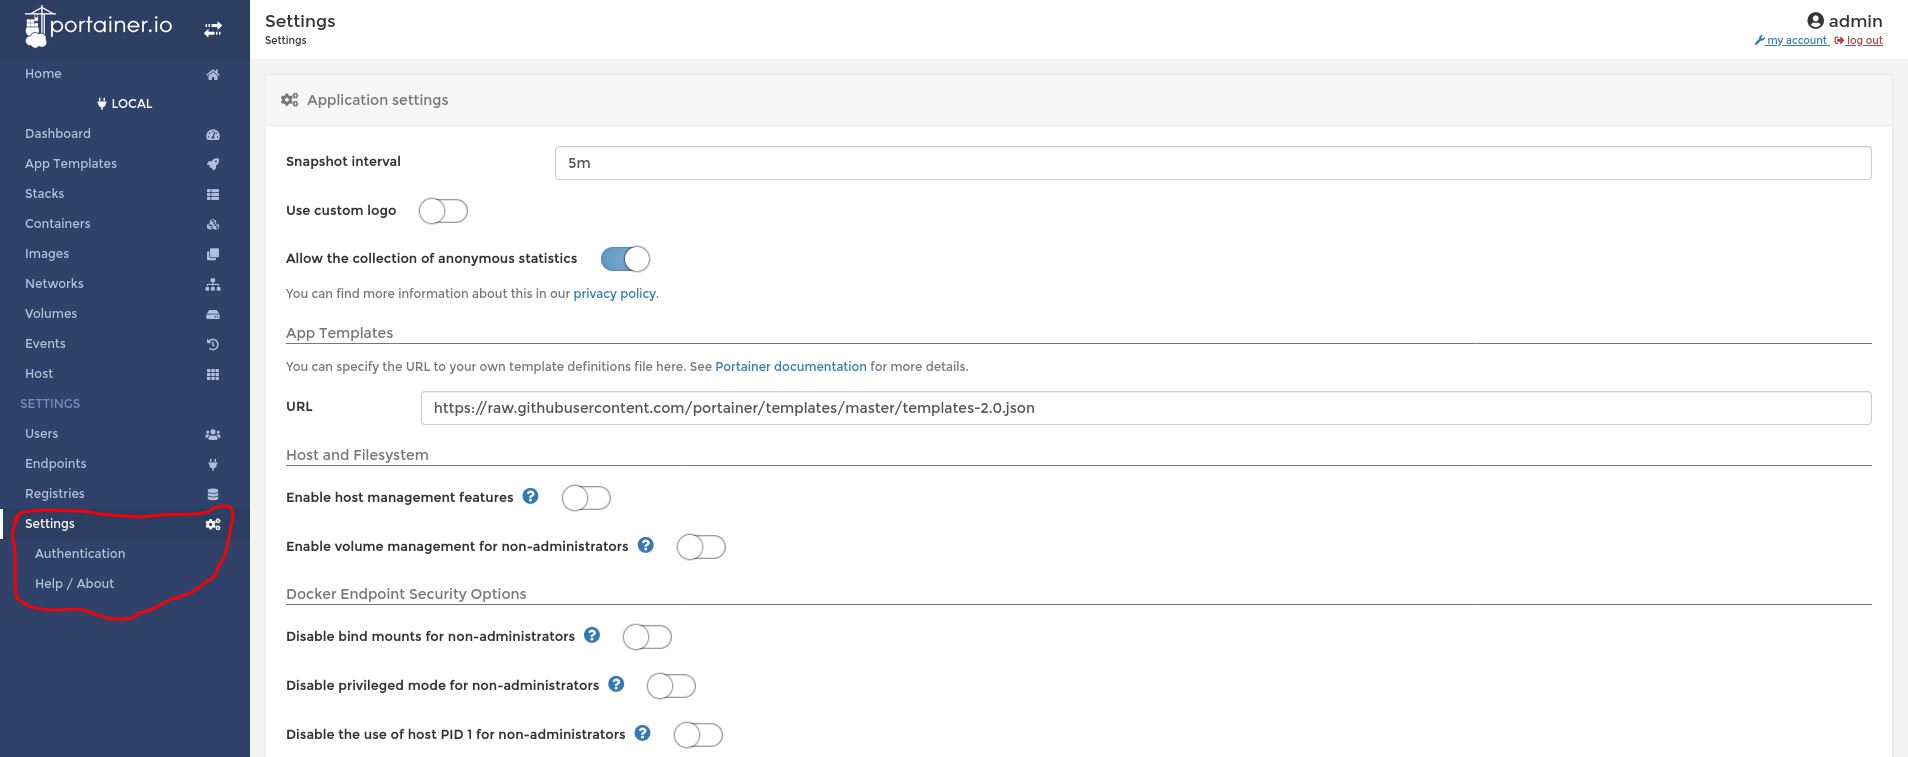 portainer.io
Home
LOCAL
Dashboard
App Templates
Stacks
Containers
Images
Networks
Volumes
Events
Host
SETTINGS
Users
Endpoints
Registries
Settings
Authentication
Help / About
Settings
Settings
admin
my account log out
Application settings
Snapshot interval 5m
Use custom logo
Allow the collection of anonymous statistics
You can find more information about this in our privacy policy.
App Templates
You can specify the URL to your own template definitions file here. See Portainer documentation for more details.
URL https://raw.githubusercontent.com/portainer/templates/master/templates-2.0.json
Host and Filesystem
Enable host management features ?
Enable volume management for non-administrators ?
Docker Endpoint Security Options
Disable bind mounts for non-administrators ?
Disable privileged mode for non-administrators ?
Disable the use of host PID 1 for non-administrators ?